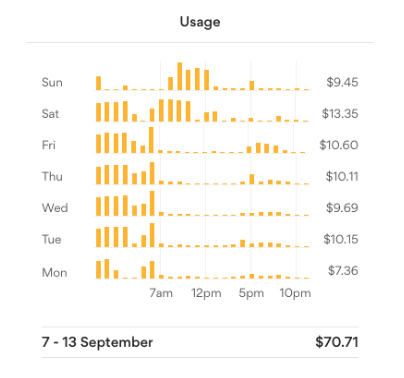 Usage
Sun $9.45
Sat $13.35
Fri $10.60
Thu $10.11
Wed $9.69
Tue $10.15
Mon $7.36
7am 12pm 5pm 10pm
7 - 13 September $70.71